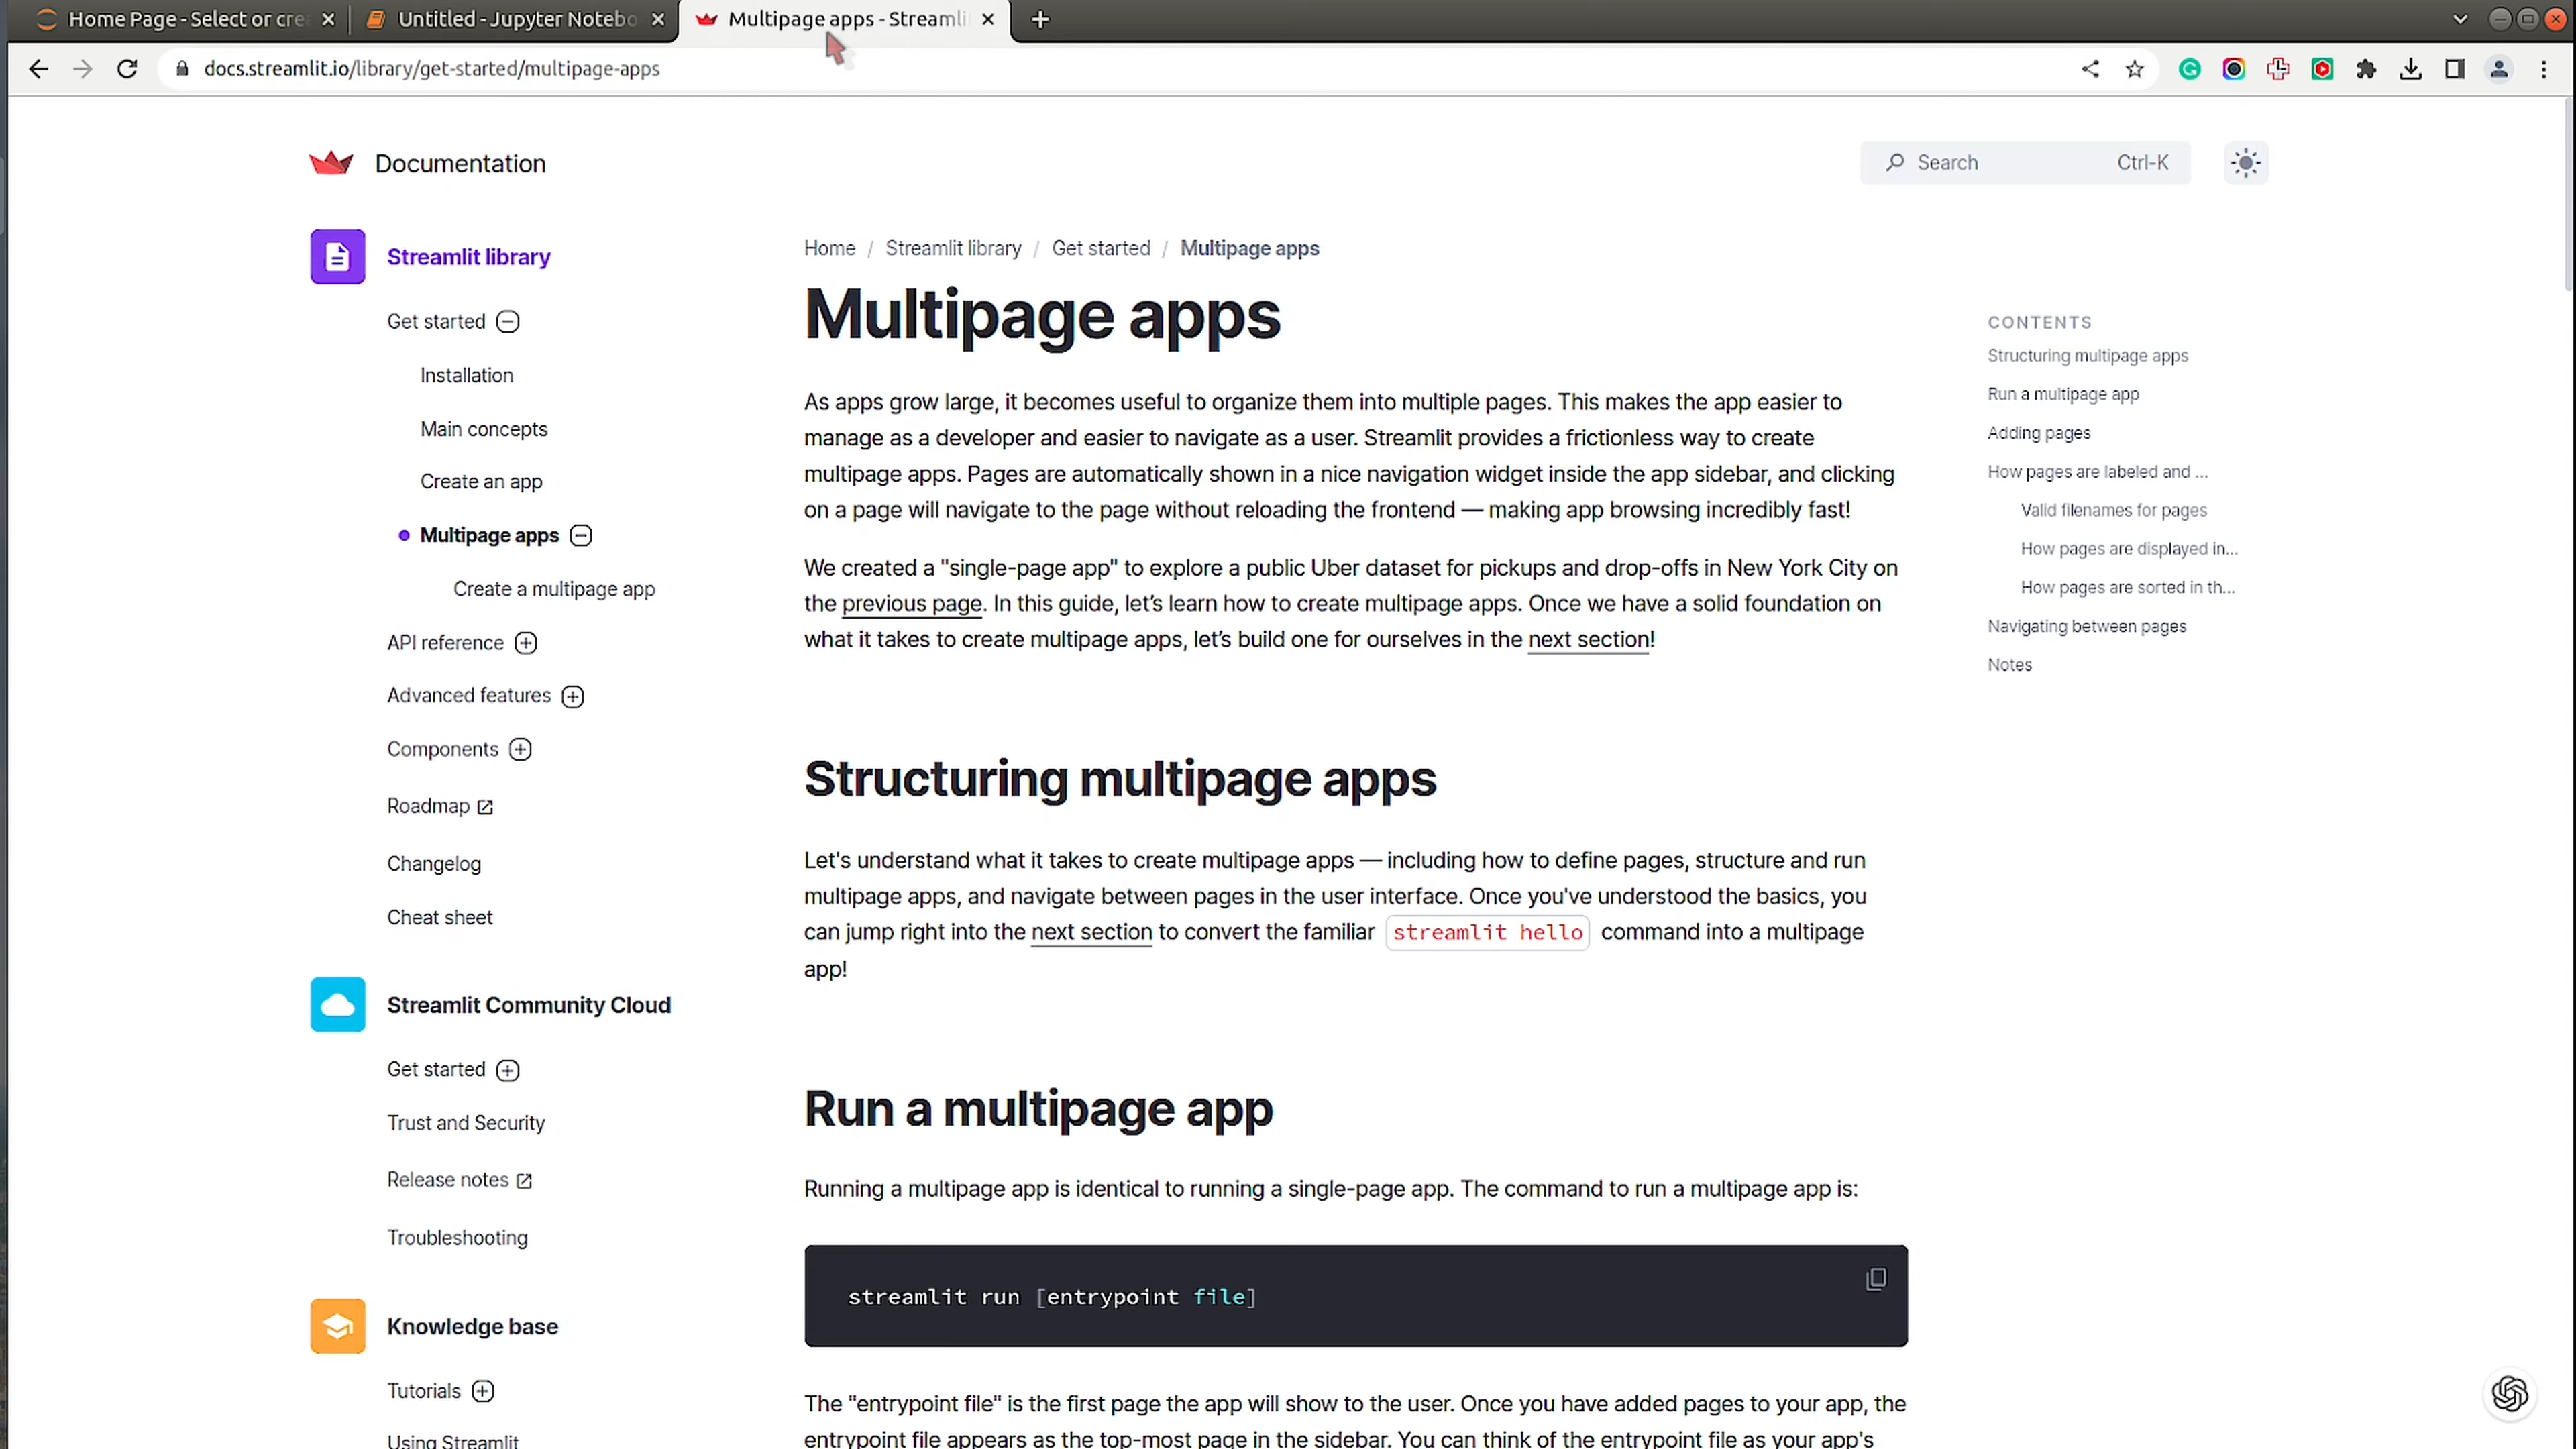 Home Page - Select or cre
Untitled - Jupyter Notebo
Multipage apps - Streamli
docs.streamlit.io/library/get-started/multipage-apps
Documentation
Search Ctrl-K
Streamlit library
Get started
Installation
Main concepts
Create an app
Multipage apps
Create a multipage app
API reference
Advanced features
Components
Roadmap
Changelog
Cheat sheet
Streamlit Community Cloud
Get started
Trust and Security
Release notes
Troubleshooting
Knowledge base
Tutorials
Using Streamlit
Home / Streamlit library / Get started / Multipage apps
Multipage apps
As apps grow large, it becomes useful to organize them into multiple pages. This makes the app easier to
manage as a developer and easier to navigate as a user. Streamlit provides a frictionless way to create
multipage apps. Pages are automatically shown in a nice navigation widget inside the app sidebar, and clicking
on a page will navigate to the page without reloading the frontend — making app browsing incredibly fast!
We created a "single-page app" to explore a public Uber dataset for pickups and drop-offs in New York City on
the previous page. In this guide, let’s learn how to create multipage apps. Once we have a solid foundation on
what it takes to create multipage apps, let’s build one for ourselves in the next section!
Structuring multipage apps
Let's understand what it takes to create multipage apps — including how to define pages, structure and run
multipage apps, and navigate between pages in the user interface. Once you've understood the basics, you
can jump right into the next section to convert the familiar streamlit hello command into a multipage
app!
Run a multipage app
Running a multipage app is identical to running a single-page app. The command to run a multipage app is:
streamlit run [entrypoint file]
The "entrypoint file" is the first page the app will show to the user. Once you have added pages to your app, the
entrypoint file appears as the top-most page in the sidebar. You can think of the entrypoint file as your app's
CONTENTS
Structuring multipage apps
Run a multipage app
Adding pages
How pages are labeled and ...
Valid filenames for pages
How pages are displayed in...
How pages are sorted in th...
Navigating between pages
Notes